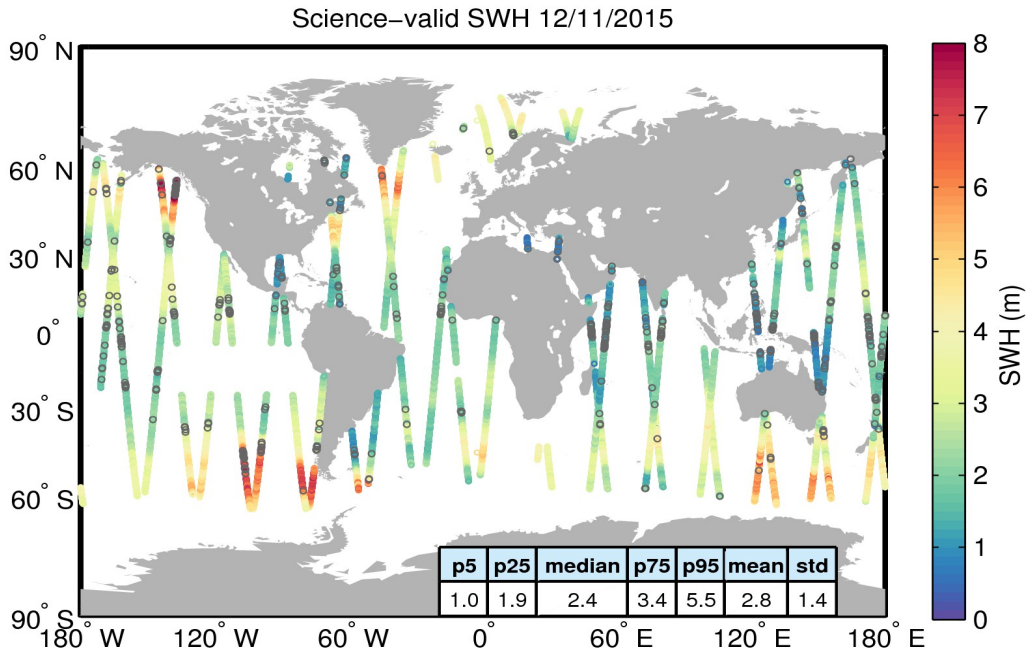 Science−valid SWH 12/11/2015
90° N
60° N
30° N
0°
30° S
60° S
90° S
180° W
120° W
60° W
0°
60° E
120° E
180° E
8
7
6
5
4
3
2
1
0
SWH (m)
p5 p25 median p75 p95 mean std
1.0 1.9 2.4 3.4 5.5 2.8 1.4